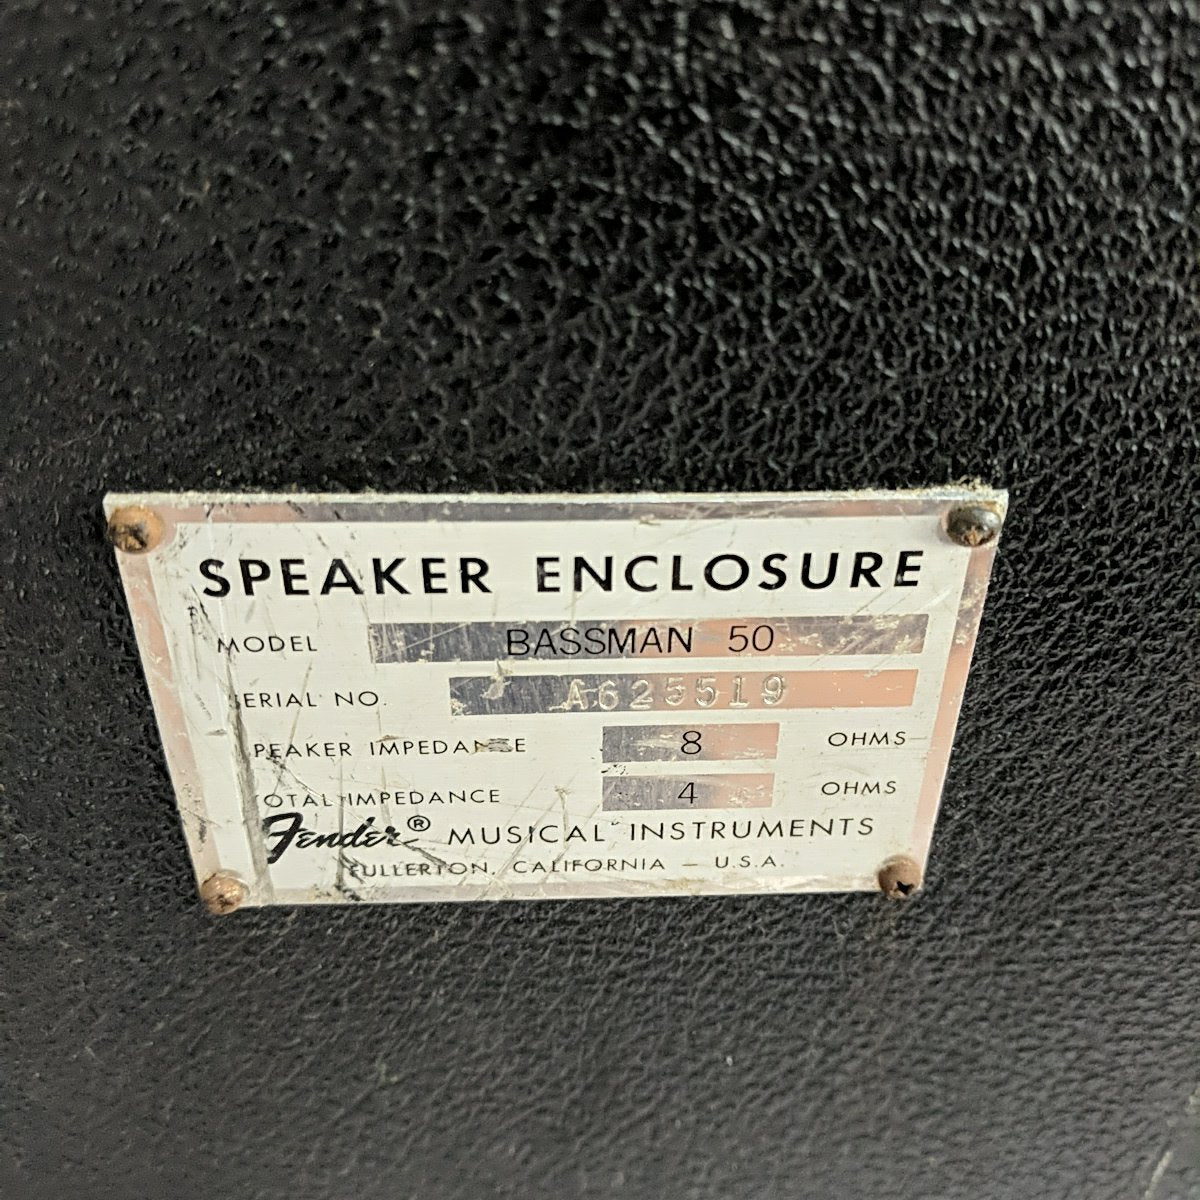 SPEAKER ENCLOSURE
MODEL BASSMAN 50
SERIAL NO. A625519
SPEAKER IMPEDANCE 8 OHMS
TOTAL IMPEDANCE 4 OHMS
Fender® MUSICAL INSTRUMENTS
FULLERTON, CALIFORNIA — U.S.A.